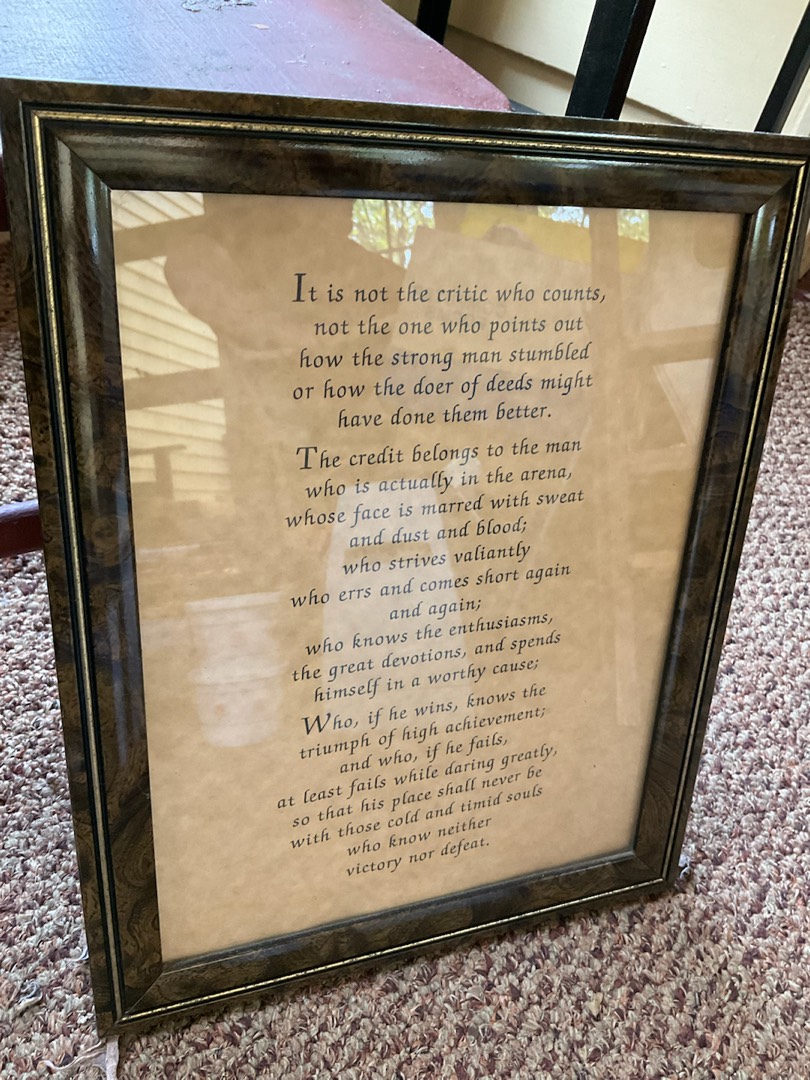 It is not the critic who counts,
not the one who points out
how the strong man stumbled
or how the doer of deeds might
have done them better.
The credit belongs to the man
who is actually in the arena,
whose face is marred with sweat
and dust and blood;
who strives valiantly
who errs and comes short again
and again;
who knows the enthusiasms,
the great devotions, and spends
himself in a worthy cause;
Who, if he wins, knows the
triumph of high achievement;
and who, if he fails,
at least fails while daring greatly,
so that his place shall never be
with those cold and timid souls
who know neither
victory nor defeat.